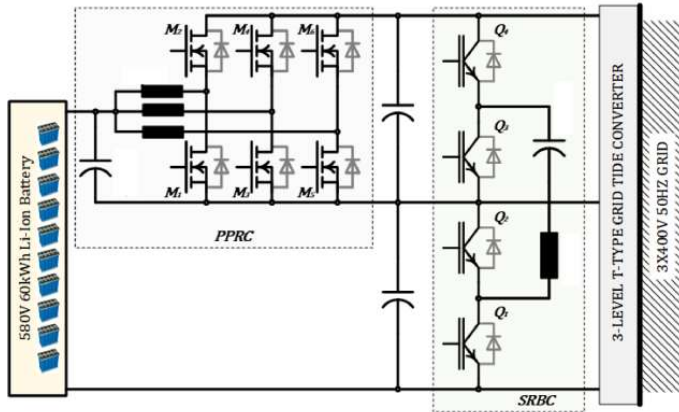 M₂
M₄
M₆
Q₄
580V 60kWh Li-Ion Battery
Q₃
M₁
M₃
M₅
PPRC
Q₂
Q₁
SRBC
3-LEVEL T-TYPE GRID TIDE CONVERTER
3X400V 50HZ GRID